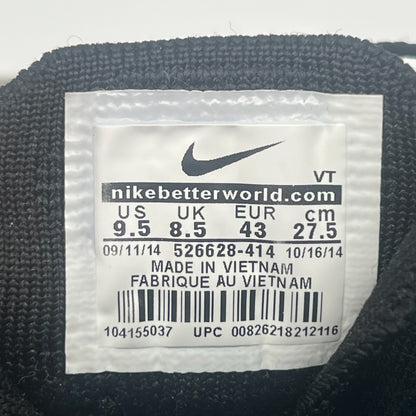 VT
nikebetterworld.com
US UK EUR cm
9.5 8.5 43 27.5
09/11/14 526628-414 10/16/14
MADE IN VIETNAM
FABRIQUE AU VIETNAM
104155037 UPC 00826218212116